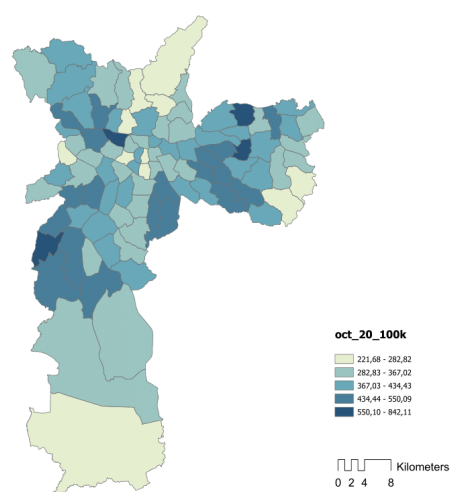 oct_20_100k
221,68 - 282,82
282,83 - 367,02
367,03 - 434,43
434,44 - 550,09
550,10 - 842,11
Kilometers
0 2 4 8